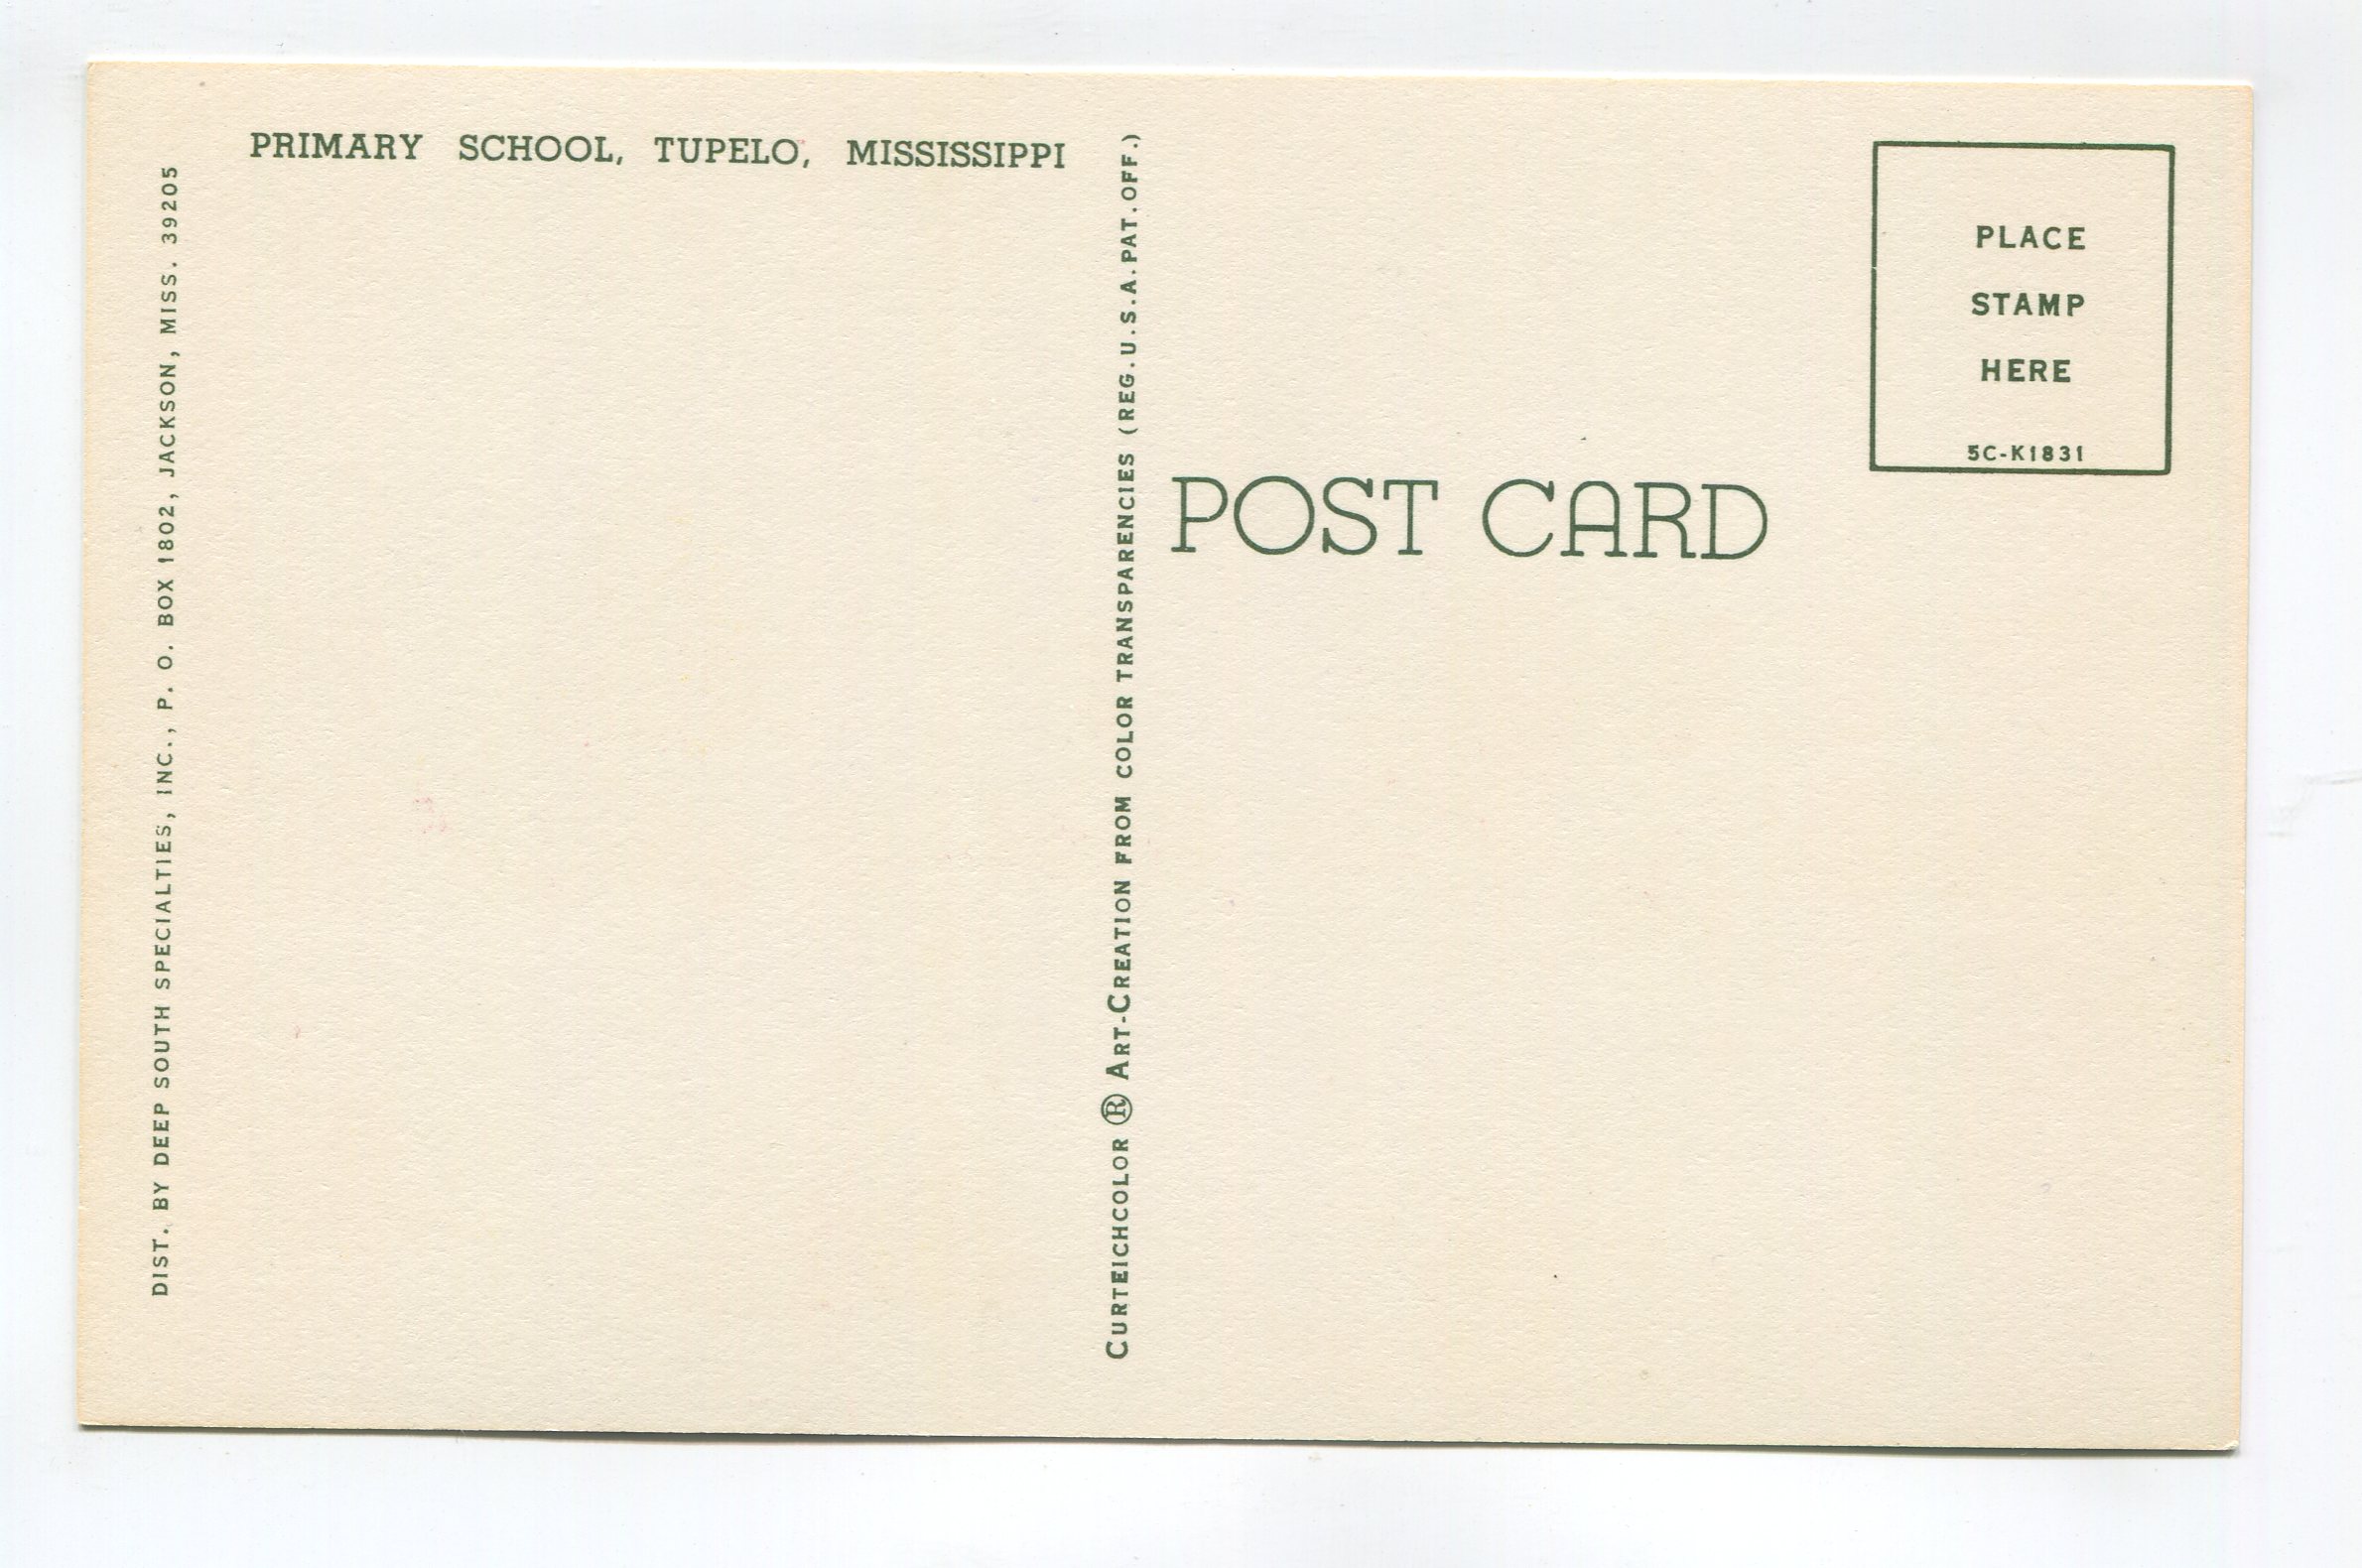 PRIMARY SCHOOL, TUPELO, MISSISSIPPI
DIST. BY DEEP SOUTH SPECIALTIES, INC., P. O. BOX 1802, JACKSON, MISS. 39205
CURTEICHCOLOR ® ART-CREATION FROM COLOR TRANSPARENCIES (REG. U.S.A. PAT. OFF.)
POST CARD
PLACE
STAMP
HERE
5C-K1831